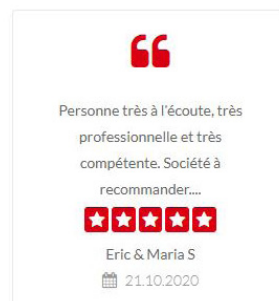 Personne très à l'écoute, très
professionnelle et très
compétente. Société à
recommander....
Eric & Maria S
21.10.2020